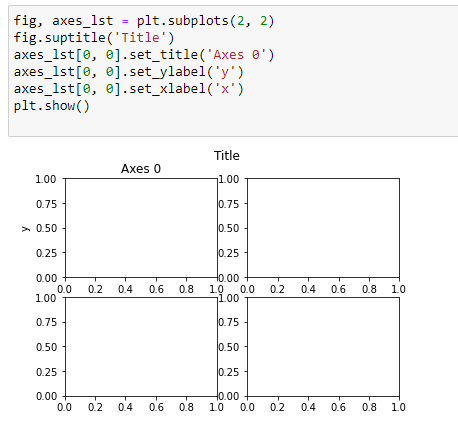 fig, axes_lst = plt.subplots(2, 2)
fig.suptitle('Title')
axes_lst[0, 0].set_title('Axes 0')
axes_lst[0, 0].set_ylabel('y')
axes_lst[0, 0].set_xlabel('x')
plt.show()
Title
Axes 0
1.00 1.00
0.75 0.75
y 0.50 0.50
0.25 0.25
0.00 0.00
0.0 0.2 0.4 0.6 0.8 1.0 0.0 0.2 0.4 0.6 0.8 1.0
1.00 1.00
0.75 0.75
0.50 0.50
0.25 0.25
0.00 0.00
0.0 0.2 0.4 0.6 0.8 1.0 0.0 0.2 0.4 0.6 0.8 1.0